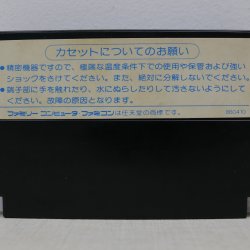 カセットについてのお願い
●精密機器ですので、極端な温度条件下での使用や保管および強い
ショックをさけてください。また、絶対に分解しないでください。
●端子部に手を触れたり、水にぬらしたりして汚さないようにして
ください。故障の原因となります。
ファミリーコンピュータ・ファミコンは任天堂の商標です。